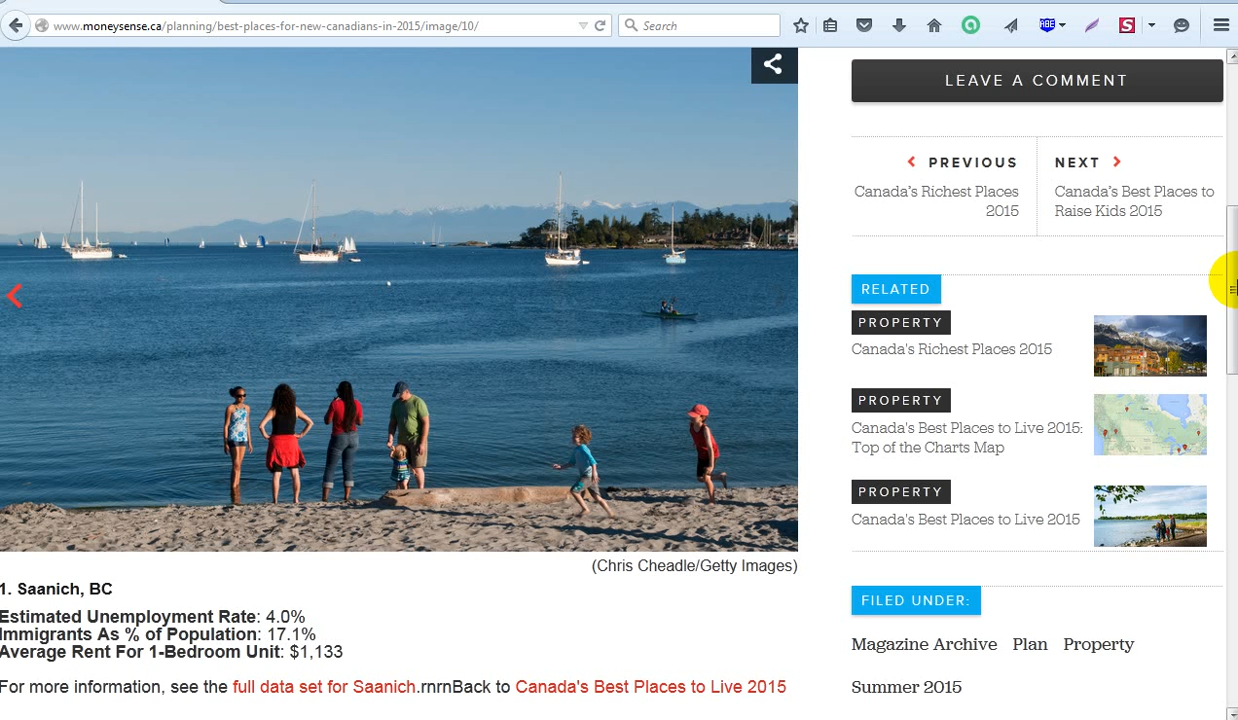 www.moneysense.ca/planning/best-places-for-new-canadians-in-2015/image/10/
Search
ABE
S
LEAVE A COMMENT
PREVIOUS
Canada's Richest Places
2015
NEXT
Canada's Best Places to
Raise Kids 2015
RELATED
PROPERTY
Canada's Richest Places 2015
PROPERTY
Canada's Best Places to Live 2015:
Top of the Charts Map
PROPERTY
Canada's Best Places to Live 2015
FILED UNDER:
Magazine Archive Plan Property
Summer 2015
(Chris Cheadle/Getty Images)
1. Saanich, BC
Estimated Unemployment Rate: 4.0%
Immigrants As % of Population: 17.1%
Average Rent For 1-Bedroom Unit: $1,133
For more information, see the full data set for Saanich.rnrnBack to Canada's Best Places to Live 2015